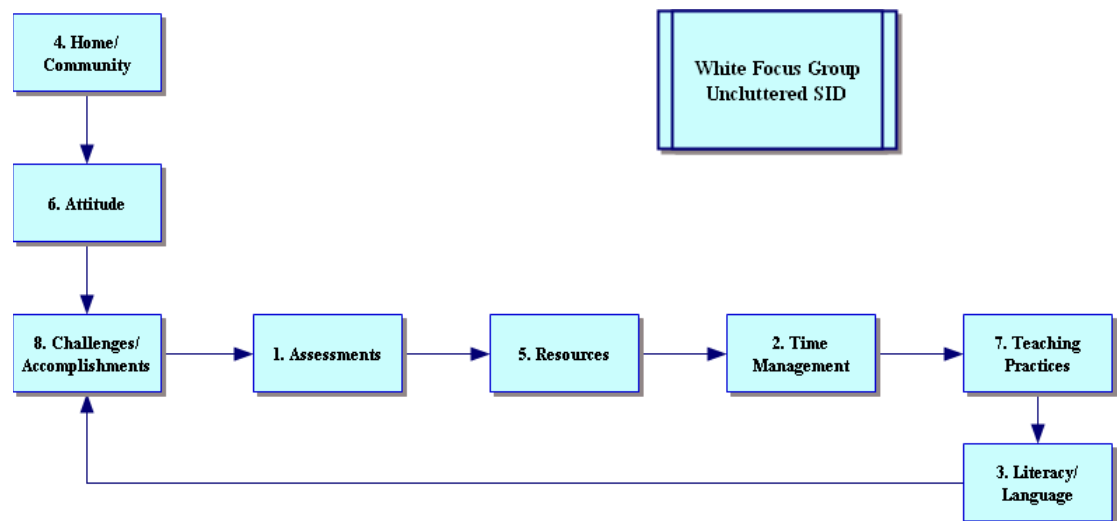 4. Home/
Community
White Focus Group
Uncluttered SID
6. Attitude
8. Challenges/
Accomplishments
1. Assessments
5. Resources
2. Time
Management
7. Teaching
Practices
3. Literacy/
Language